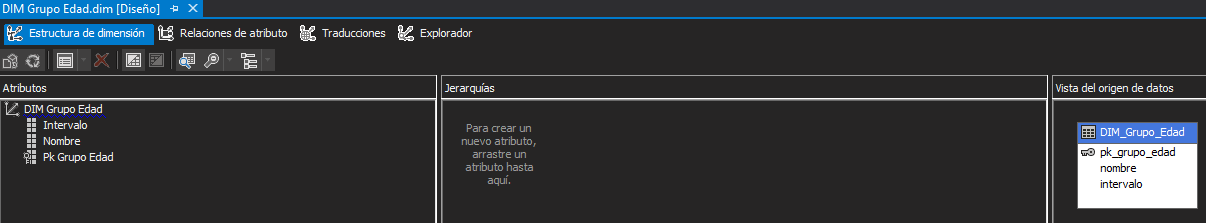 DIM Grupo Edad.dim [Diseño]
Estructura de dimensión
Relaciones de atributo
Traducciones
Explorador
Atributos
Jerarquías
Vista del origen de datos
DIM Grupo Edad
Intervalo
Nombre
Pk Grupo Edad
Para crear un
nuevo atributo,
arrastre un
atributo hasta
aquí.
DIM_Grupo_Edad
pk_grupo_edad
nombre
intervalo